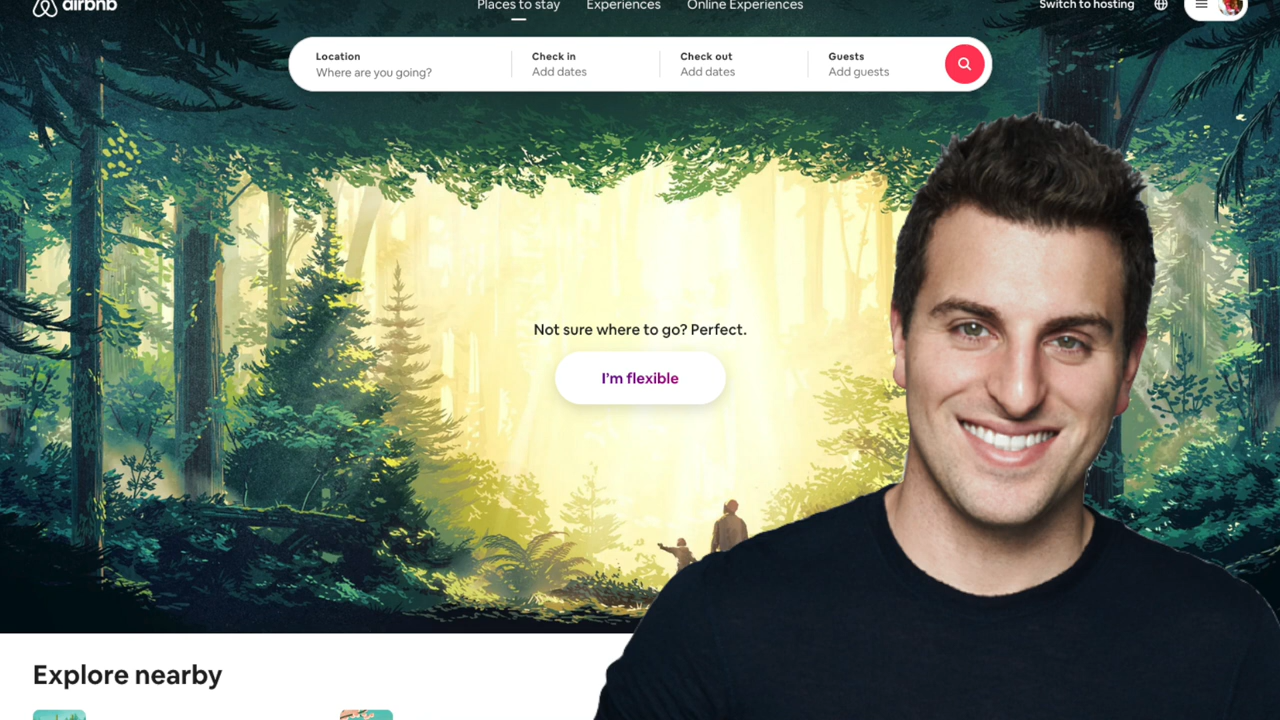 airbnb
Places to stay Experiences Online Experiences
Switch to hosting
Location Check in Check out Guests
Where are you going? Add dates Add dates Add guests
Not sure where to go? Perfect.
I'm flexible
Explore nearby